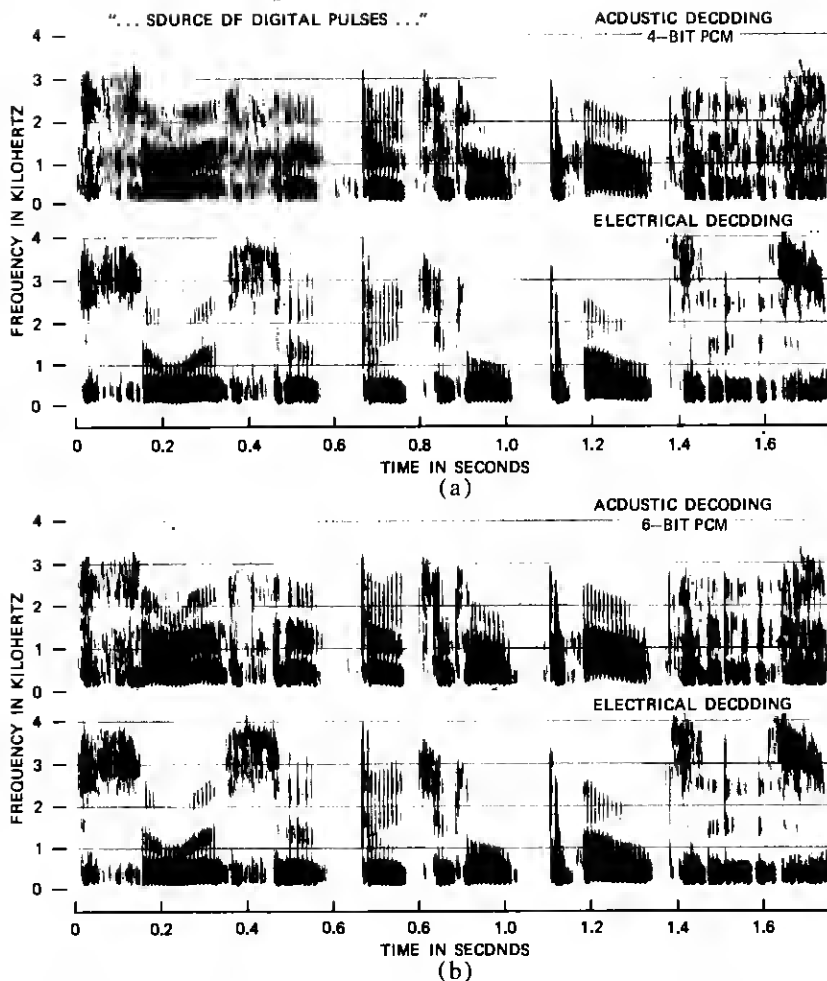 "... SOURCE OF DIGITAL PULSES ..."
ACOUSTIC DECODING
4-BIT PCM
4
3
2
1
0
ELECTRICAL DECODING
4
3
2
1
0
FREQUENCY IN KILOHERTZ
0 0.2 0.4 0.6 0.8 1.0 1.2 1.4 1.6
TIME IN SECONDS
(a)
ACOUSTIC DECODING
6-BIT PCM
4
3
2
1
0
ELECTRICAL DECODING
4
3
2
1
0
FREQUENCY IN KILOHERTZ
0 0.2 0.4 0.6 0.8 1.0 1.2 1.4 1.6
TIME IN SECONDS
(b)